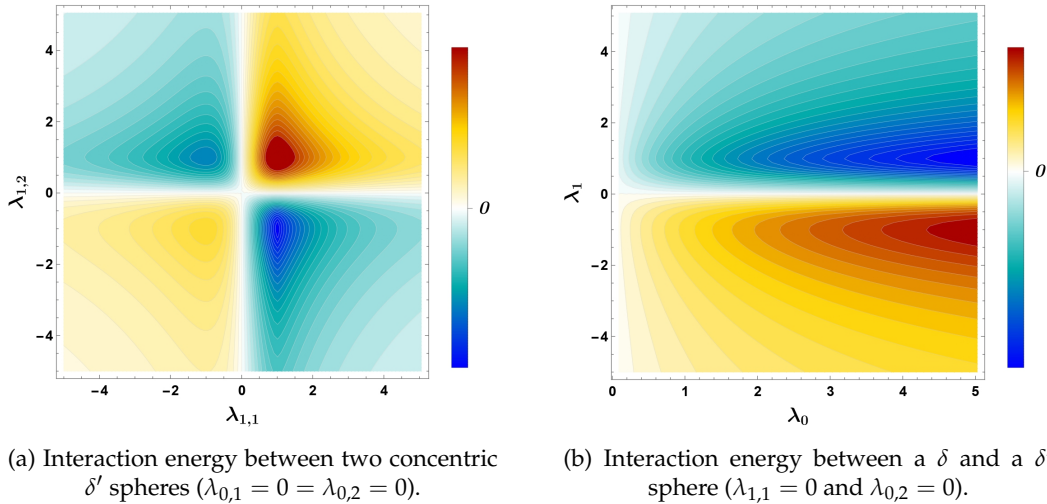 4
2
0
−2
−4
λ1,2
−4
−2
0
2
4
λ1,1
0
4
2
0
−2
−4
λ1
0
1
2
3
4
5
λ0
0
(a) Interaction energy between two concentric
δ′ spheres (λ0,1 = 0 = λ0,2 = 0).
(b) Interaction energy between a δ and a δ
sphere (λ1,1 = 0 and λ0,2 = 0).